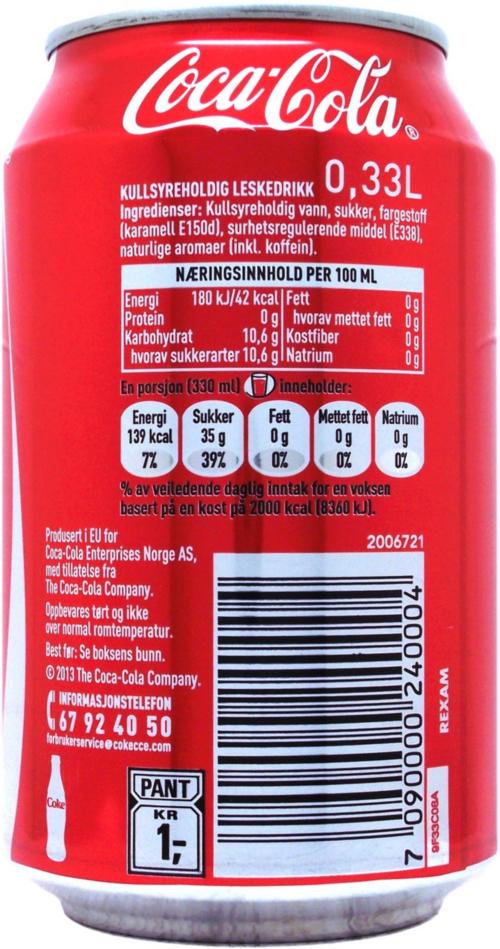 Coca-Cola®
KULLSYREHOLDIG LESKEDRIKK 0,33L
Ingredienser: Kullsyreholdig vann, sukker, fargestoff
(karamell E150d), surhetsregulerende middel (E338),
naturlige aromaer (inkl. koffein).
NÆRINGSINNHOLD PER 100 ML
Energi 180 kJ/42 kcal
Protein 0 g
Karbohydrat 10,6 g
hvorav sukkerarter 10,6 g
Fett 0 g
hvorav mettet fett 0 g
Kostfiber 0 g
Natrium 0 g
En porsjon (330 ml) inneholder:
Energi 139 kcal 7%
Sukker 35 g 39%
Fett 0 g 0%
Mettet fett 0 g 0%
Natrium 0 g 0%
% av veiledende daglig inntak for en voksen
basert på en kost på 2000 kcal (8360 kJ).
Produsert i EU for
Coca-Cola Enterprises Norge AS,
med tillatelse fra
The Coca-Cola Company.
Oppbevares tørt og ikke
over normal romtemperatur.
Best før: Se boksens bunn.
© 2013 The Coca-Cola Company.
INFORMASJONSTELEFON
67 92 40 50
forbrukerservice@cokecce.com
Coke
PANT
KR
1,-
2006721
7 090000 240004
REXAM
9F33C08A